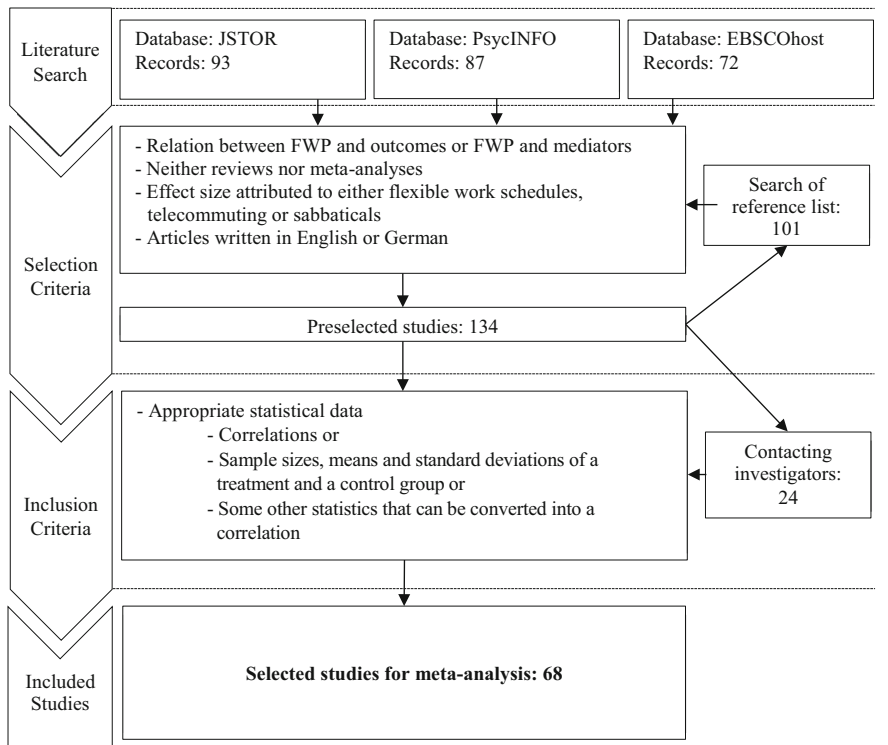 Literature
Search
Database: JSTOR
Records: 93
Database: PsycINFO
Records: 87
Database: EBSCOhost
Records: 72
Selection
Criteria
- Relation between FWP and outcomes or FWP and mediators
- Neither reviews nor meta-analyses
- Effect size attributed to either flexible work schedules,
telecommuting or sabbaticals
- Articles written in English or German
Search of
reference list:
101
Preselected studies: 134
Inclusion
Criteria
- Appropriate statistical data
- Correlations or
- Sample sizes, means and standard deviations of a
treatment and a control group or
- Some other statistics that can be converted into a
correlation
Contacting
investigators:
24
Included
Studies
Selected studies for meta-analysis: 68